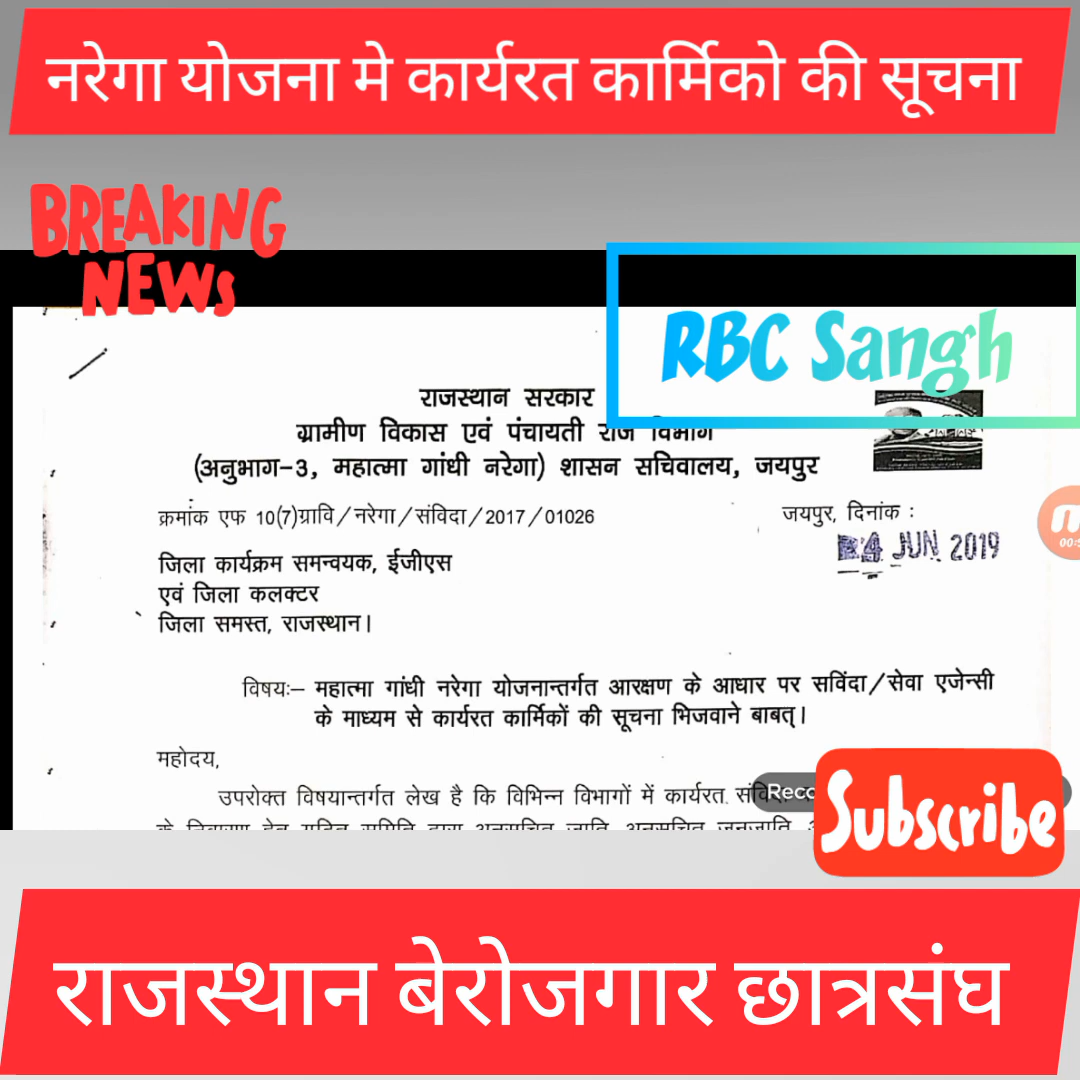 नरेगा योजना मे कार्यरत कार्मिको की सूचना
BREAKING
NEWS
RBC Sangh
राजस्थान सरकार
ग्रामीण विकास एवं पंचायती राज विभाग
(अनुभाग-3, महात्मा गांधी नरेगा) शासन सचिवालय, जयपुर
क्रमांक एफ 10(7)ग्रावि/नरेगा/संविदा/2017/01026
जयपुर, दिनांक :
4 JUN 2019
जिला कार्यक्रम समन्वयक, ईजीएस
एवं जिला कलक्टर
जिला समस्त, राजस्थान।
विषयः– महात्मा गांधी नरेगा योजनान्तर्गत आरक्षण के आधार पर सविंदा/सेवा एजेन्सी
के माध्यम से कार्यरत कार्मिकों की सूचना भिजवाने बाबत्।
महोदय,
उपरोक्त विषयान्तर्गत लेख है कि विभिन्न विभागों में कार्यरत
Subscribe
राजस्थान बेरोजगार छात्रसंघ